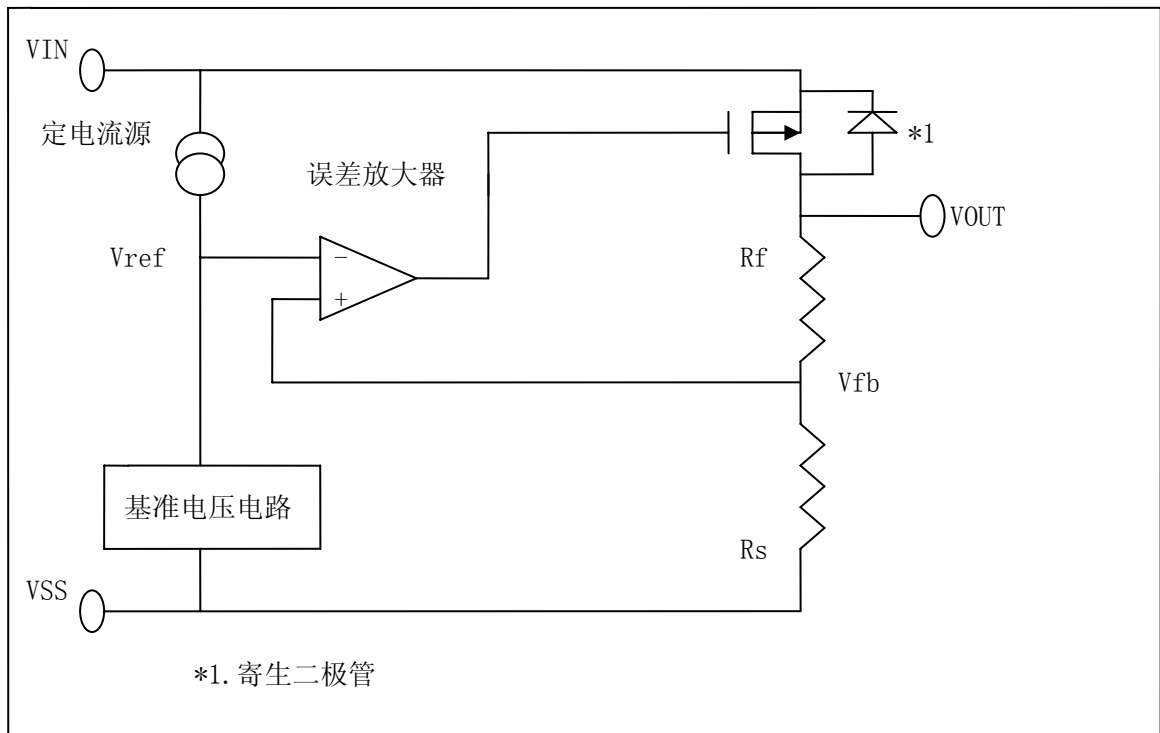 VIN
定电流源
*1
误差放大器
VOUT
Vref
−
Rf
+
Vfb
基准电压电路
Rs
VSS
*1.寄生二极管